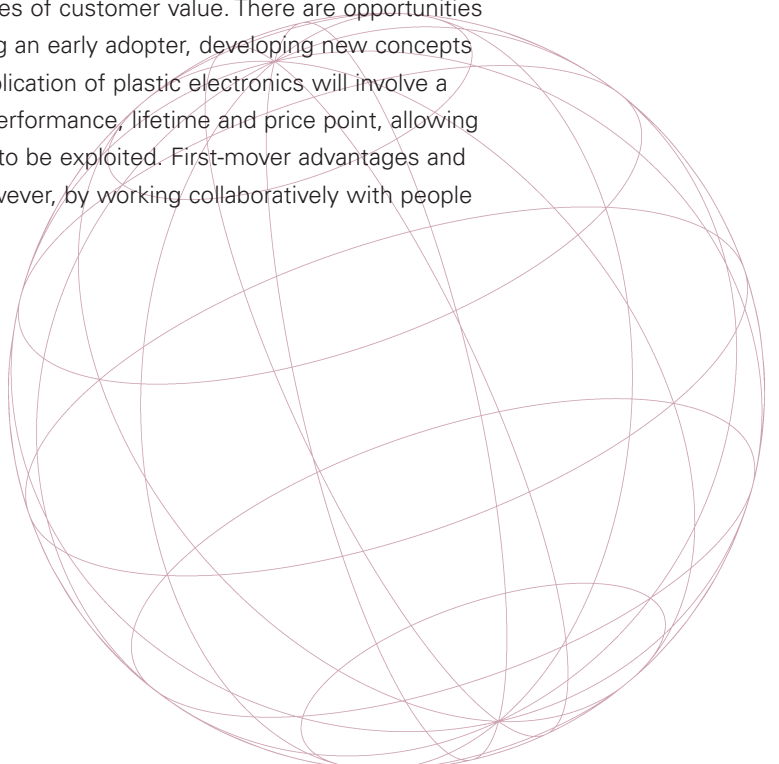 es of customer value. There are opportunities
g an early adopter, developing new concepts
plication of plastic electronics will involve a
erformance, lifetime and price point, allowing
to be exploited. First-mover advantages and
vever, by working collaboratively with people